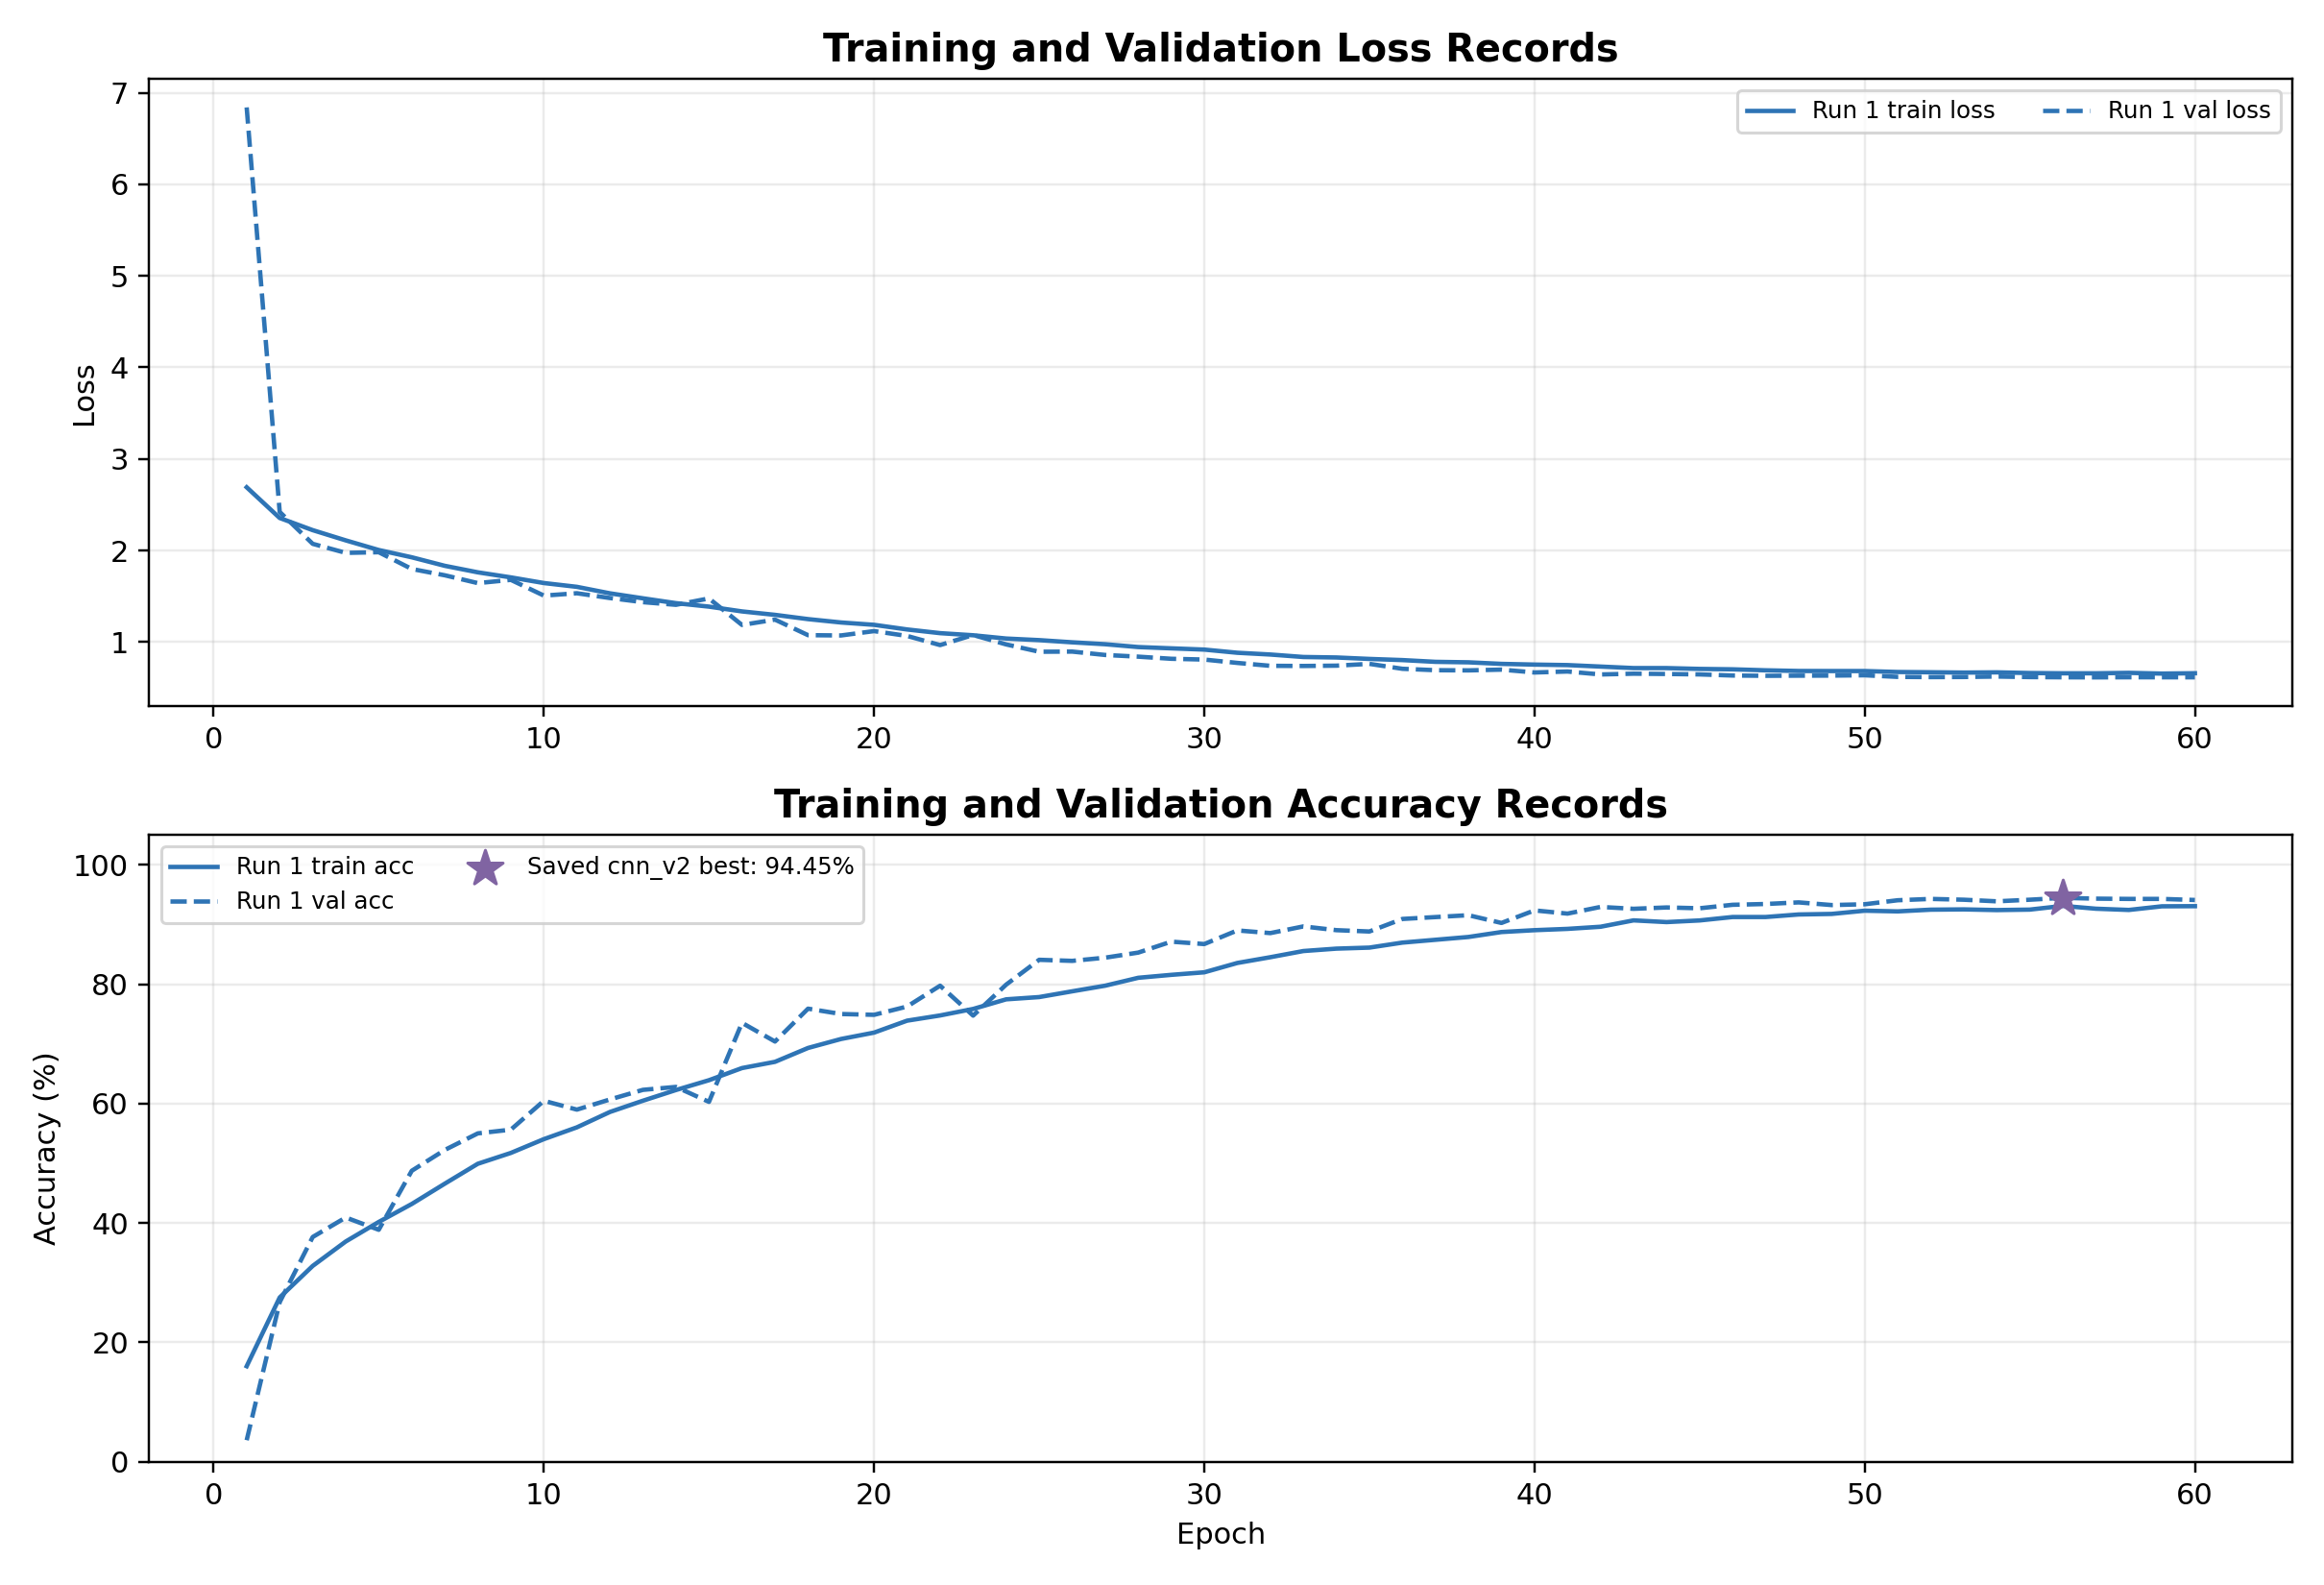 Training and Validation Loss Records
Loss
7
6
5
4
3
2
1
Run 1 train loss
Run 1 val loss
0 10 20 30 40 50 60
Training and Validation Accuracy Records
Accuracy (%)
100
80
60
40
20
0
Run 1 train acc
Run 1 val acc
Saved cnn_v2 best: 94.45%
0 10 20 30 40 50 60
Epoch